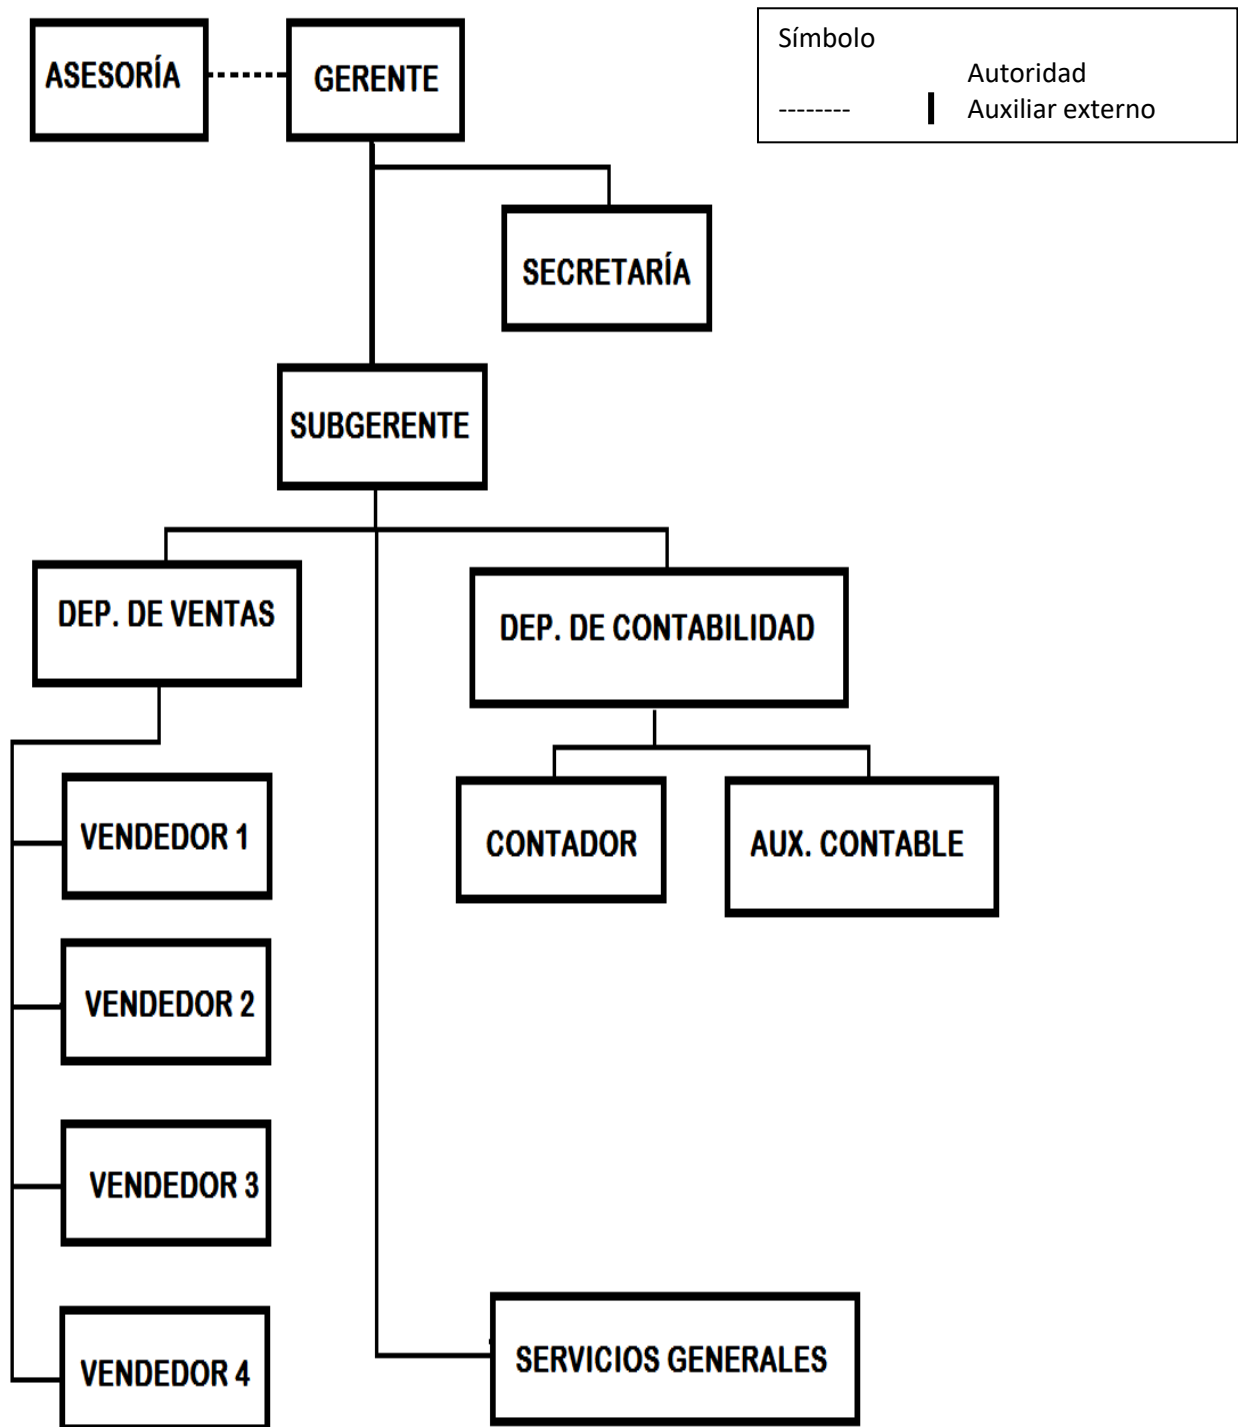 ASESORÍA
GERENTE
Símbolo
Autoridad
-------- Auxiliar externo
SECRETARÍA
SUBGERENTE
DEP. DE VENTAS
DEP. DE CONTABILIDAD
VENDEDOR 1
CONTADOR
AUX. CONTABLE
VENDEDOR 2
VENDEDOR 3
VENDEDOR 4
SERVICIOS GENERALES